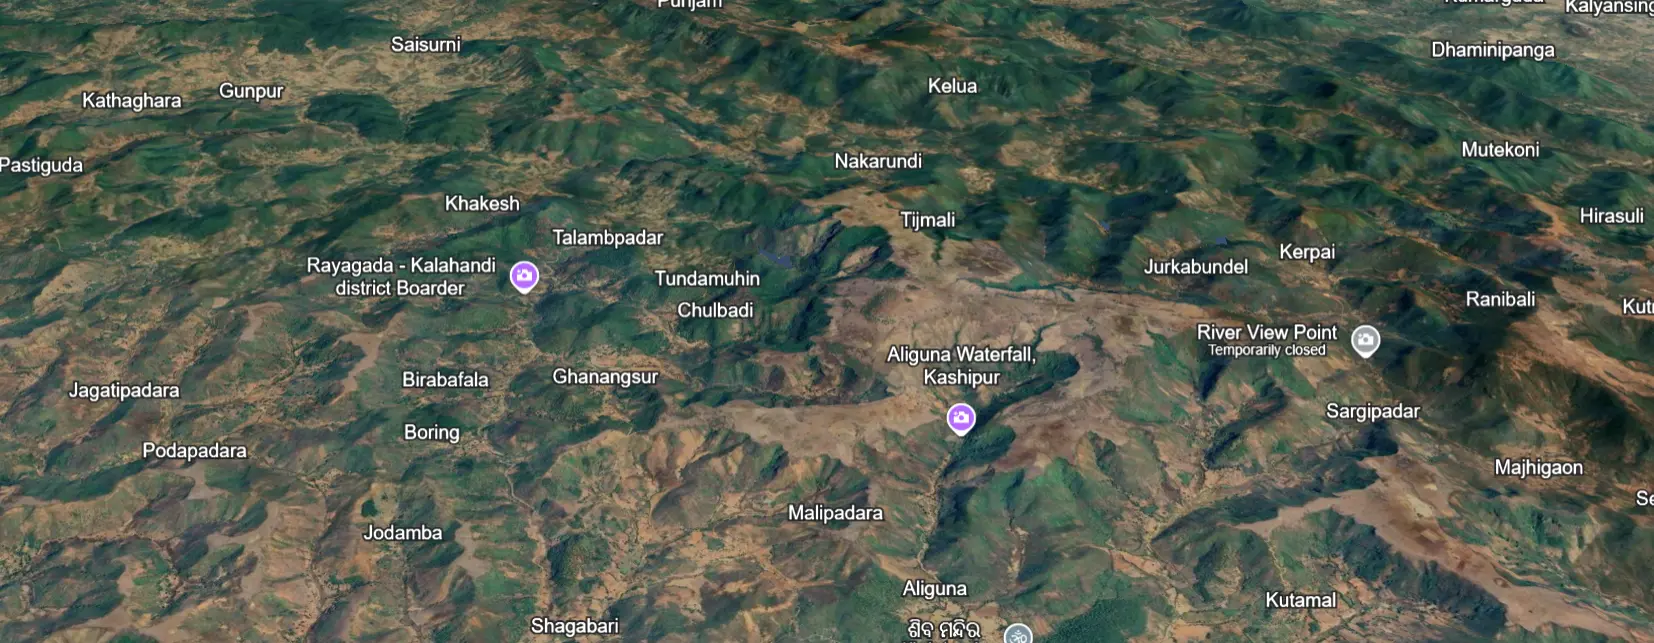 Punjam
Kalyansing
Saisurni
Dhaminipanga
Kelua
Gunpur
Kathaghara
Mutekoni
Nakarundi
Pastiguda
Khakesh
Hirasuli
Tijmali
Talambpadar
Kerpai
Rayagada - Kalahandi
district Boarder
Jurkabundel
Tundamuhin
Ranibali
Chulbadi
River View Point
Temporarily closed
Aliguna Waterfall,
Kashipur
Ghanangsur
Birabafala
Jagatipadara
Sargipadar
Boring
Podapadara
Majhigaon
Malipadara
Jodamba
Aliguna
Kutamal
Shagabari
ଶିବ ମନ୍ଦିର